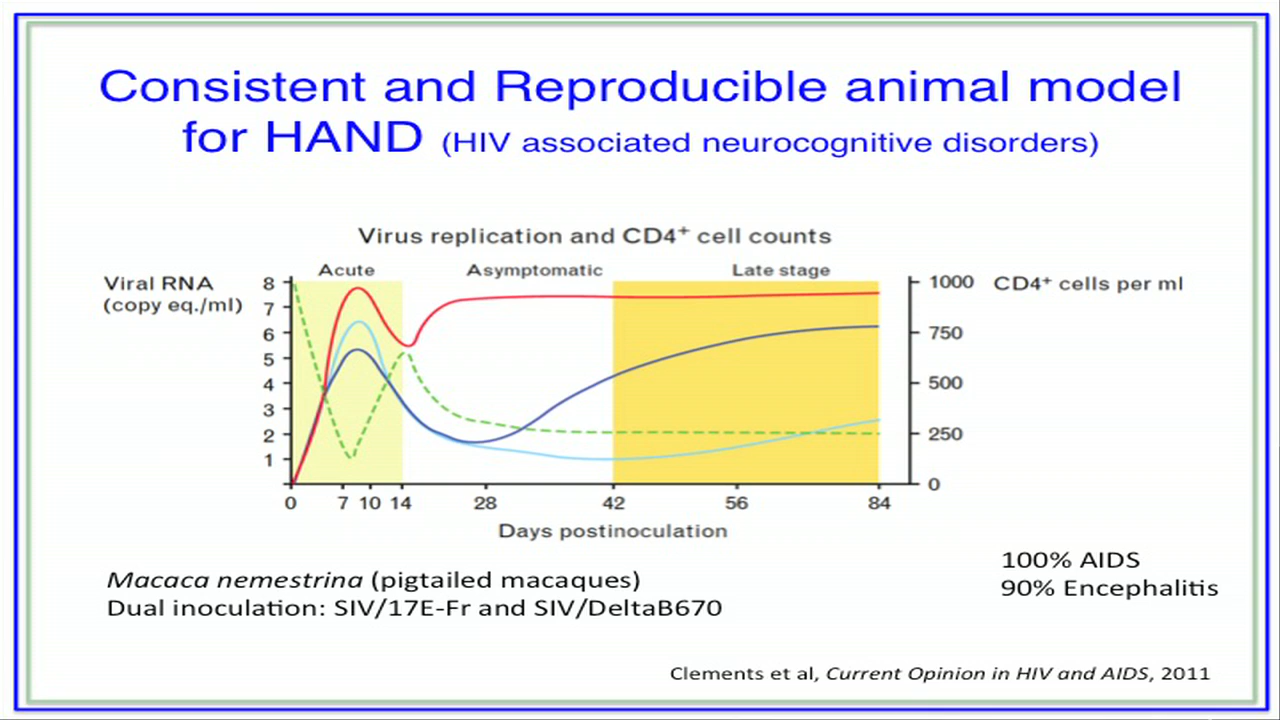 Consistent and Reproducible animal model
for HAND (HIV associated neurocognitive disorders)
Virus replication and CD4⁺ cell counts
Acute
Asymptomatic
Late stage
Viral RNA
(copy eq./ml)
8
7
6
5
4
3
2
1
1000
750
500
250
0
CD4⁺ cells per ml
0 7 10 14 28 42 56 84
Days postinoculation
Macaca nemestrina (pigtailed macaques)
Dual inoculation: SIV/17E-Fr and SIV/DeltaB670
100% AIDS
90% Encephalitis
Clements et al, Current Opinion in HIV and AIDS, 2011